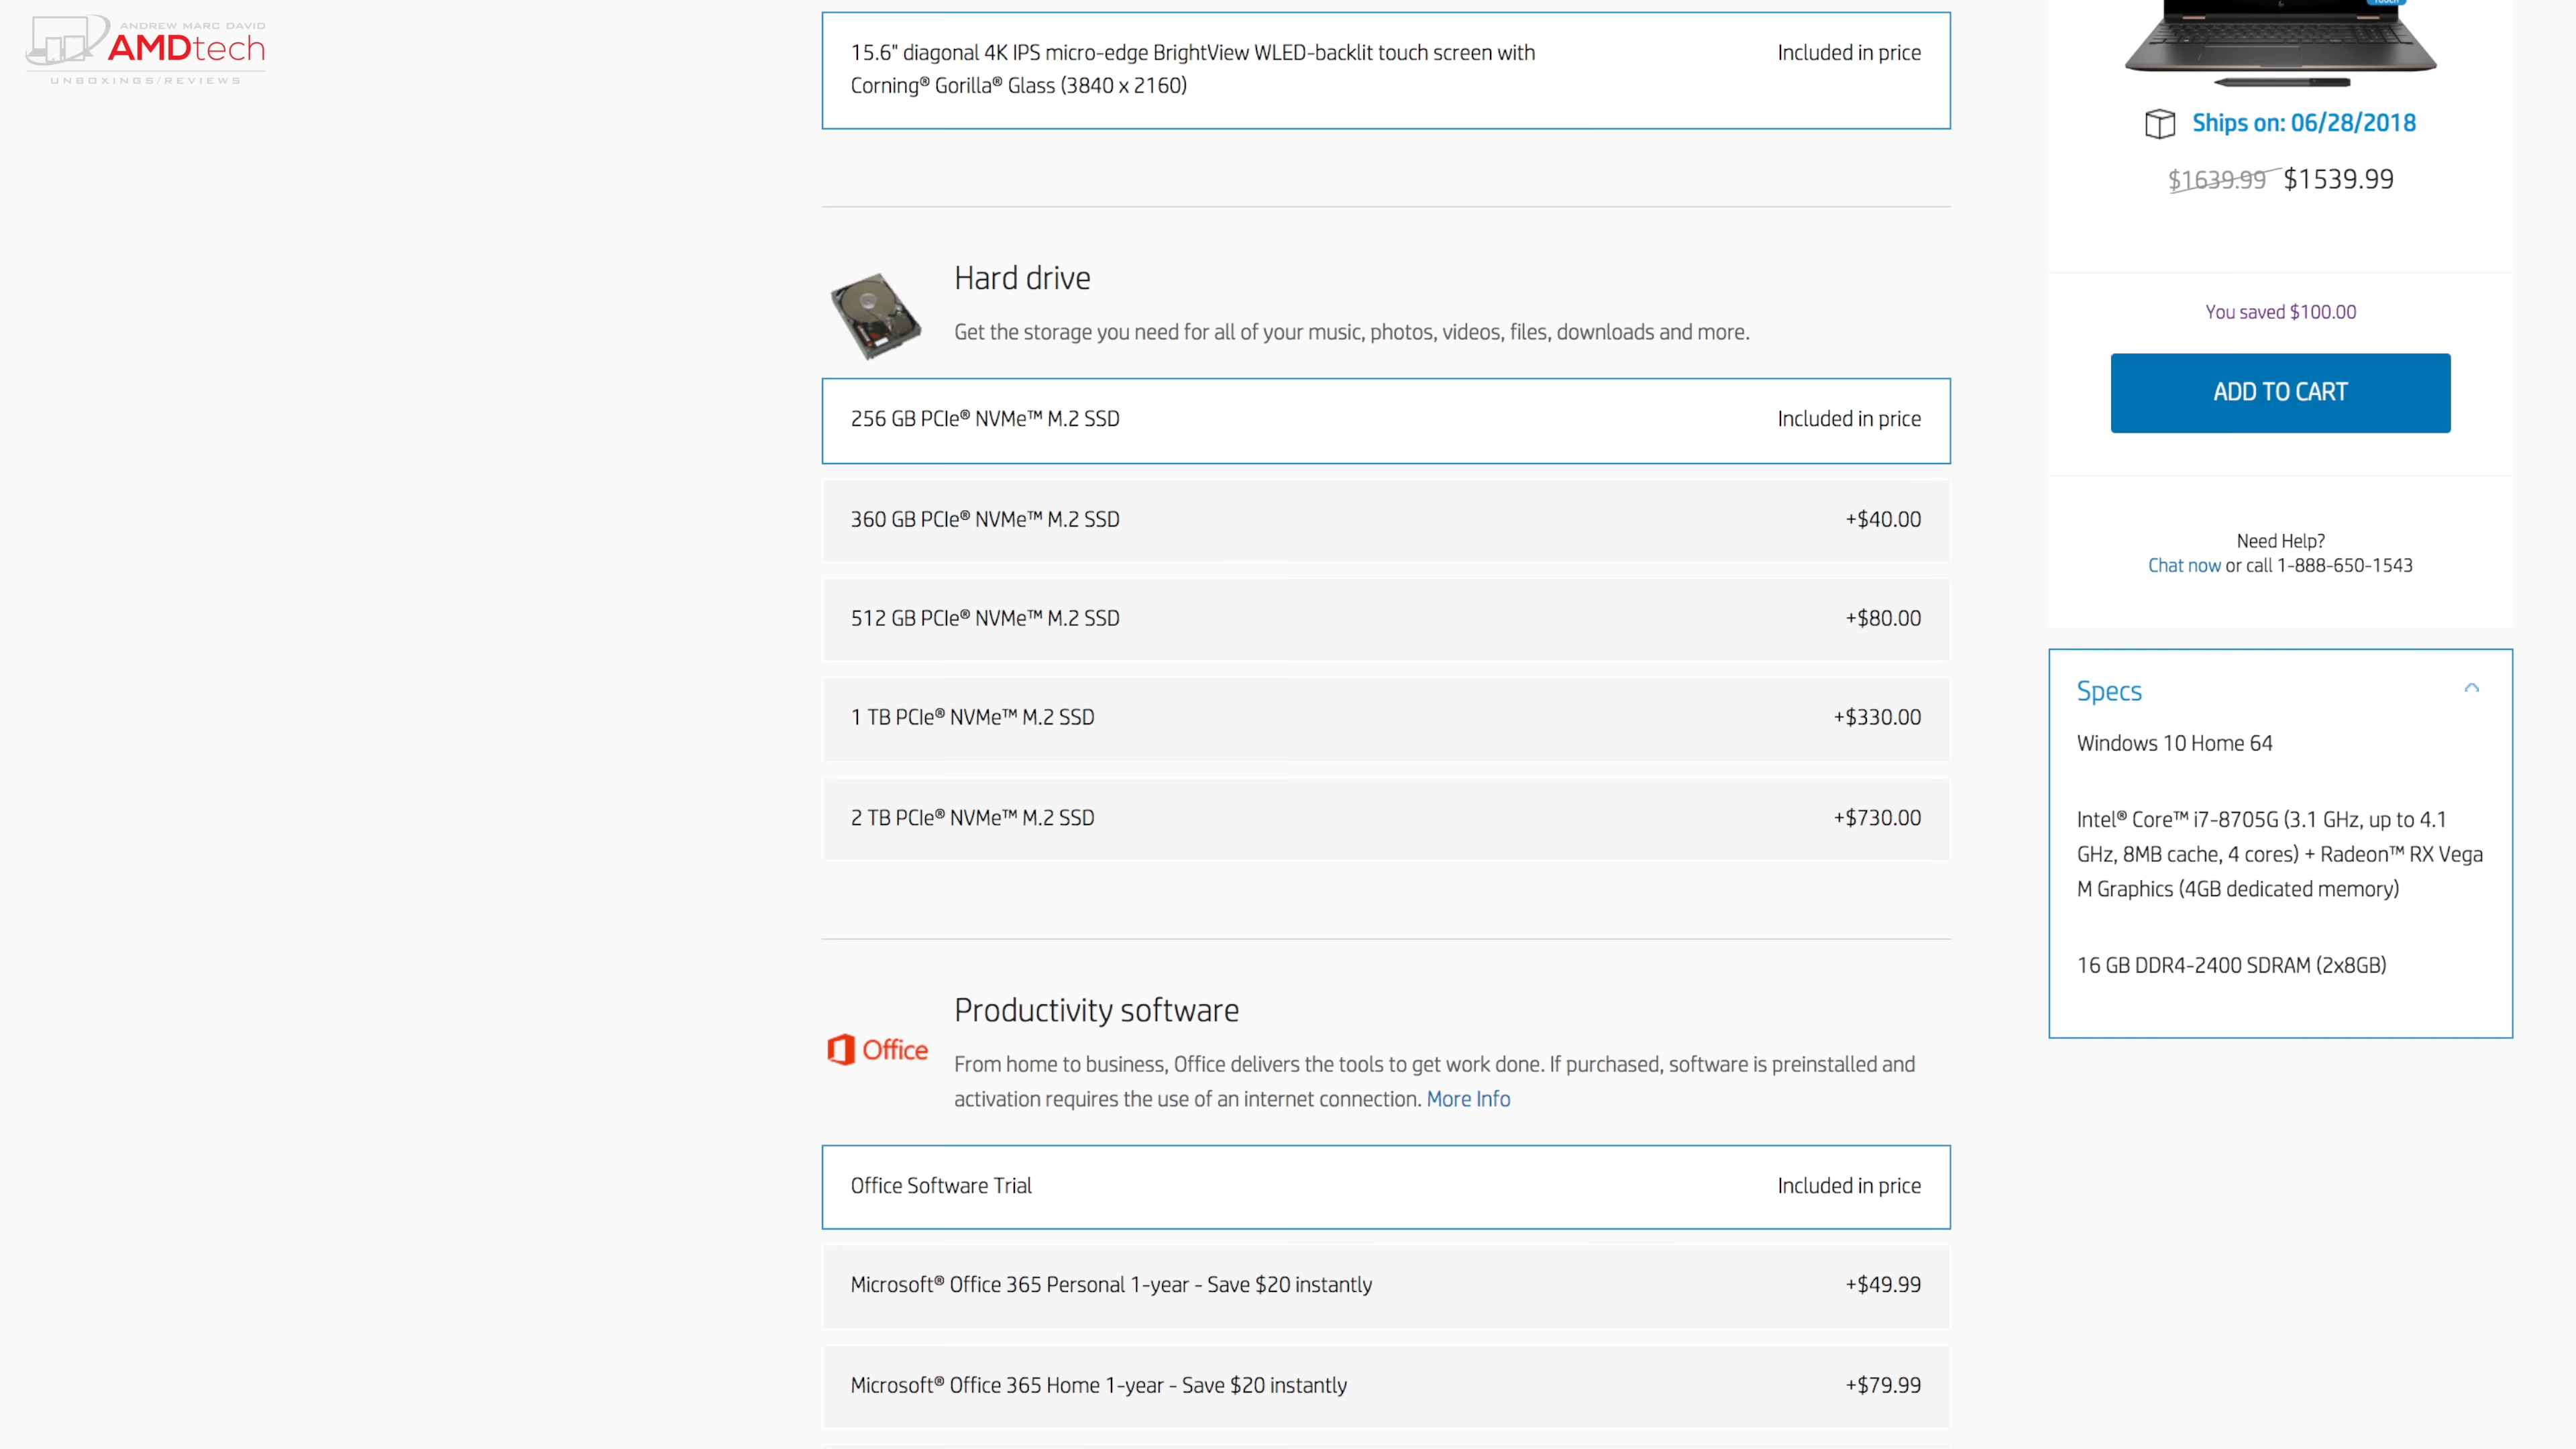 ANDREW MARC DAVID
AMDtech
UNBOXINGS/REVIEWS
15.6" diagonal 4K IPS micro-edge BrightView WLED-backlit touch screen with
Corning® Gorilla® Glass (3840 x 2160)
Included in price
Hard drive
Get the storage you need for all of your music, photos, videos, files, downloads and more.
256 GB PCIe® NVMe™ M.2 SSD
Included in price
360 GB PCIe® NVMe™ M.2 SSD
+$40.00
512 GB PCIe® NVMe™ M.2 SSD
+$80.00
1 TB PCIe® NVMe™ M.2 SSD
+$330.00
2 TB PCIe® NVMe™ M.2 SSD
+$730.00
Productivity software
Office
From home to business, Office delivers the tools to get work done. If purchased, software is preinstalled and
activation requires the use of an internet connection. More Info
Office Software Trial
Included in price
Microsoft® Office 365 Personal 1-year - Save $20 instantly
+$49.99
Microsoft® Office 365 Home 1-year - Save $20 instantly
+$79.99
Ships on: 06/28/2018
$1639.99 $1539.99
You saved $100.00
ADD TO CART
Need Help?
Chat now or call 1-888-650-1543
Specs
Windows 10 Home 64
Intel® Core™ i7-8705G (3.1 GHz, up to 4.1
GHz, 8MB cache, 4 cores) + Radeon™ RX Vega
M Graphics (4GB dedicated memory)
16 GB DDR4-2400 SDRAM (2x8GB)